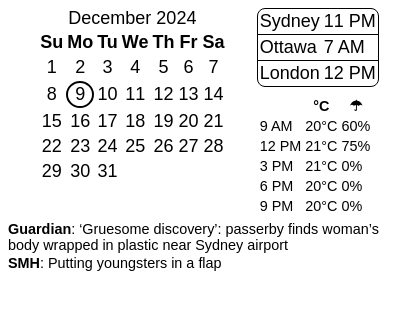 December 2024
Su Mo Tu We Th Fr Sa
1 2 3 4 5 6 7
8 9 10 11 12 13 14
15 16 17 18 19 20 21
22 23 24 25 26 27 28
29 30 31
Sydney 11 PM
Ottawa 7 AM
London 12 PM
°C ☂
9 AM 20°C 60%
12 PM 21°C 75%
3 PM 21°C 0%
6 PM 20°C 0%
9 PM 20°C 0%
Guardian: ‘Gruesome discovery’: passerby finds woman’s
body wrapped in plastic near Sydney airport
SMH: Putting youngsters in a flap